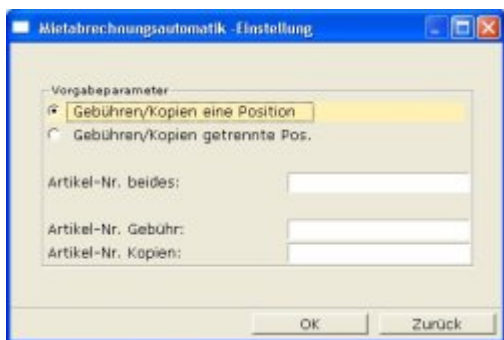 Mietabrechnungsautomatik -Einstellung
Vorgabeparameter
Gebühren/Kopien eine Position
Gebühren/Kopien getrennte Pos.
Artikel-Nr. beides:
Artikel-Nr. Gebühr:
Artikel-Nr. Kopien:
OK Zurück